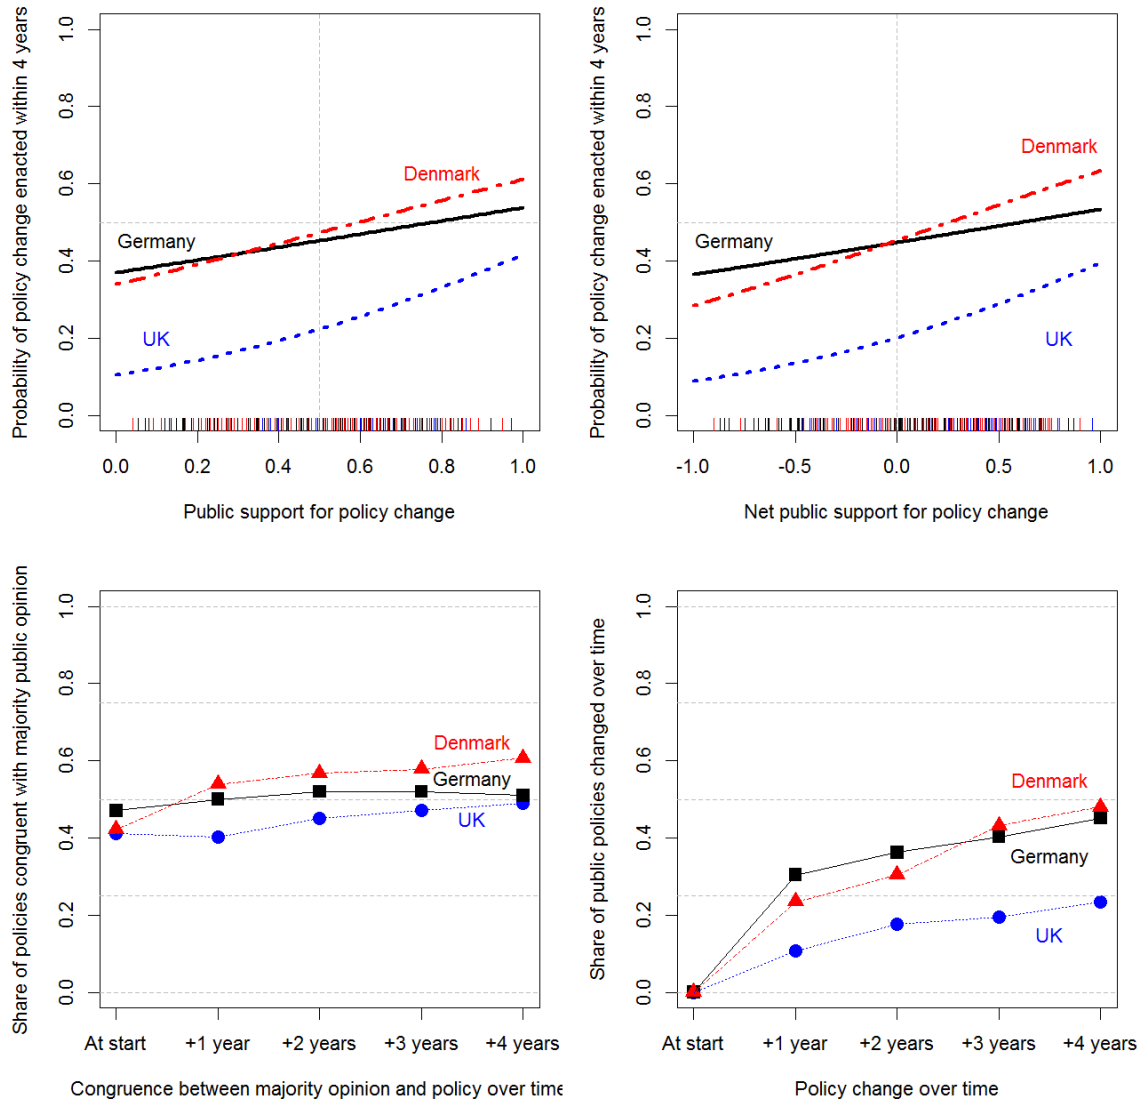 Probability of policy change enacted within 4 years
1.0
0.8
0.6
0.4
0.2
0.0
Denmark
Germany
UK
0.0 0.2 0.4 0.6 0.8 1.0
Public support for policy change
Probability of policy change enacted within 4 years
1.0
0.8
0.6
0.4
0.2
0.0
Denmark
Germany
UK
-1.0 -0.5 0.0 0.5 1.0
Net public support for policy change
Share of policies congruent with majority public opinion
1.0
0.8
0.6
0.4
0.2
0.0
Denmark
Germany
UK
At start +1 year +2 years +3 years +4 years
Congruence between majority opinion and policy over time
Share of public policies changed over time
1.0
0.8
0.6
0.4
0.2
0.0
Denmark
Germany
UK
At start +1 year +2 years +3 years +4 years
Policy change over time